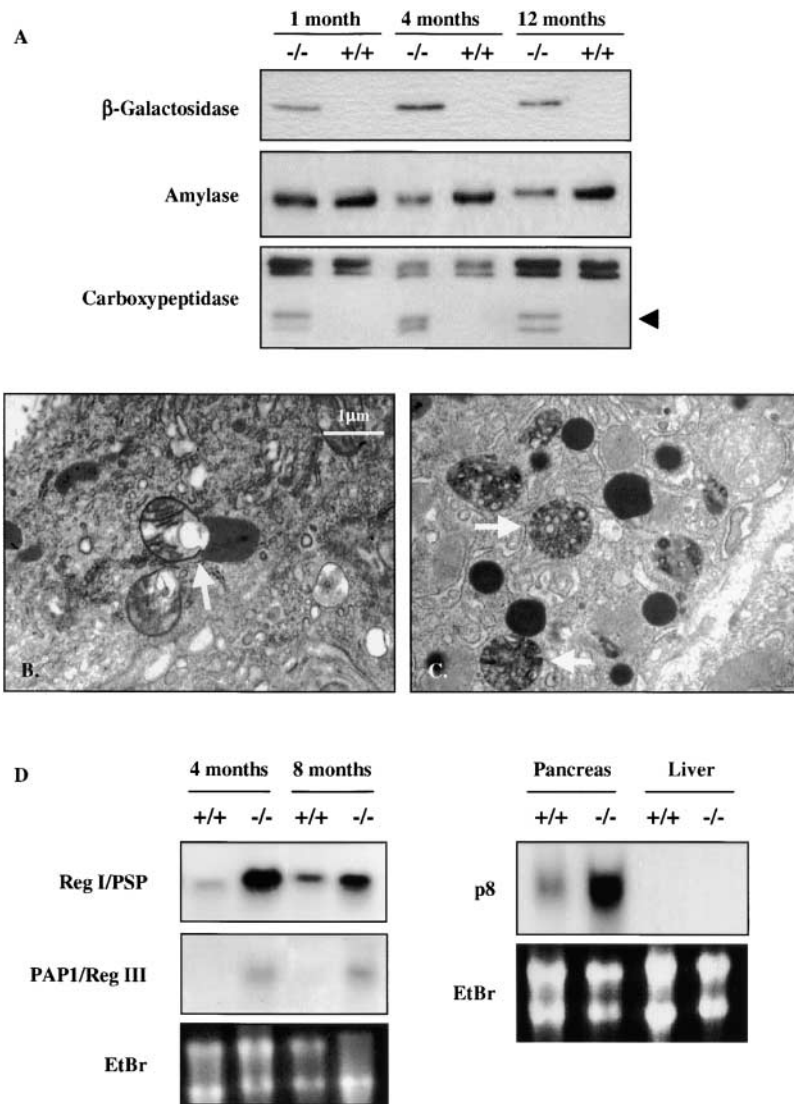 A
1 month 4 months 12 months
-/- +/+ -/- +/+ -/- +/+
β-Galactosidase
Amylase
Carboxypeptidase
1μm
B.
C.
D
4 months 8 months
+/+ -/- +/+ -/-
Reg I/PSP
PAP1/Reg III
EtBr
Pancreas Liver
+/+ -/- +/+ -/-
p8
EtBr